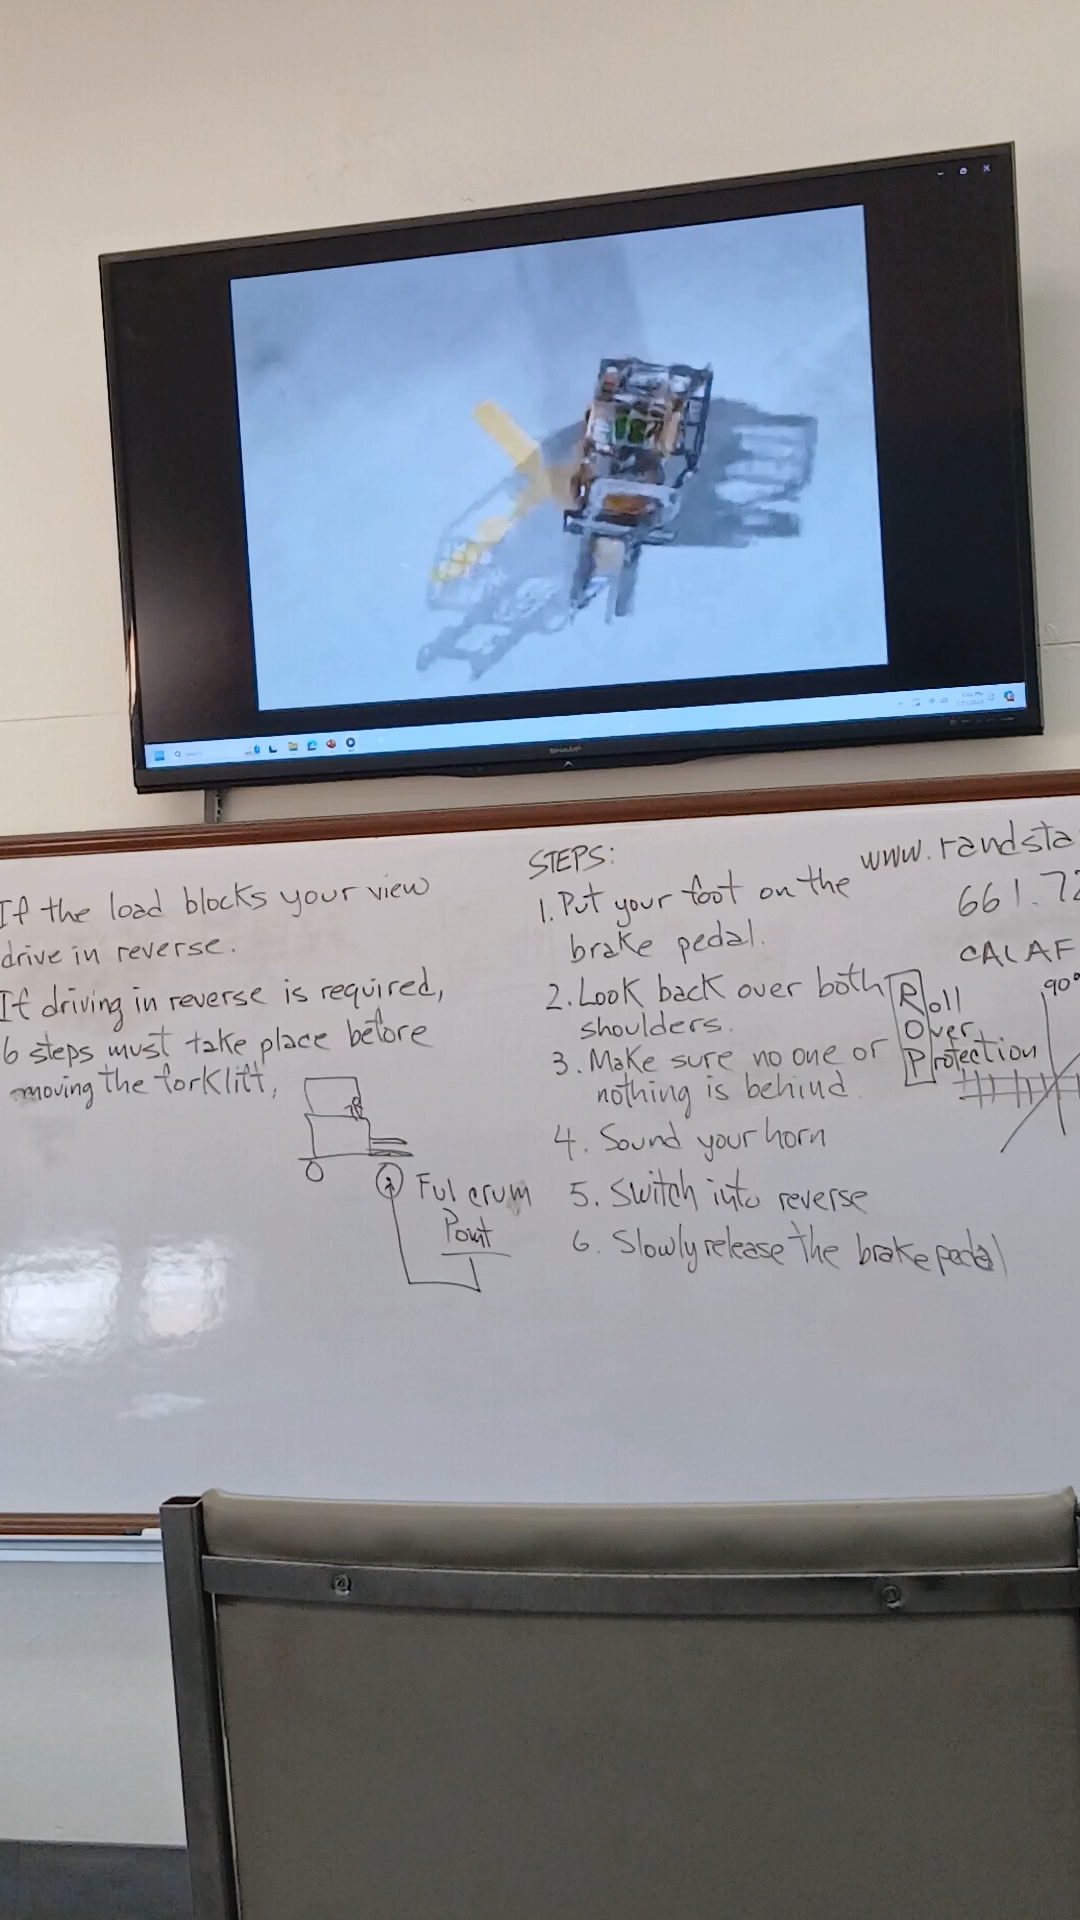 If the load blocks your view
drive in reverse.
If driving in reverse is required,
6 steps must take place before
moving the forklift,
Fulcrum
Point
STEPS:
1. Put your foot on the
brake pedal.
2. Look back over both
shoulders.
3. Make sure no one or
nothing is behind.
4. Sound your horn
5. Switch into reverse
6. Slowly release the brake pedal
www.randsta
661.72
CALAF
Roll
Over
Protection
90°